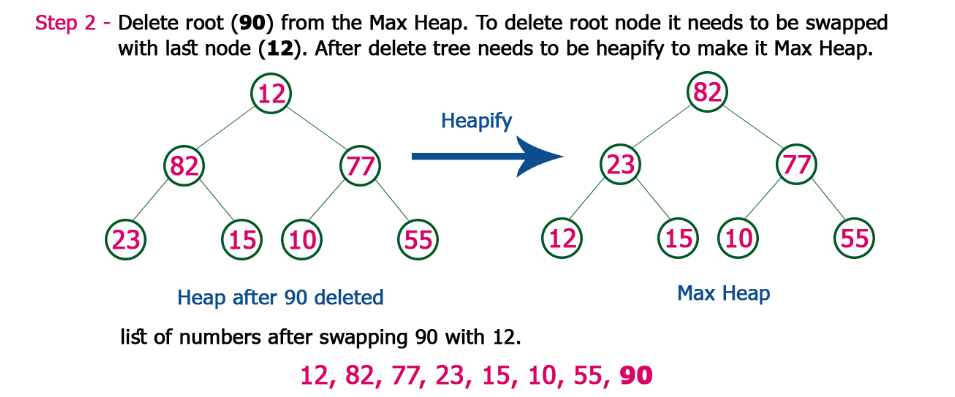 Step 2 - Delete root (90) from the Max Heap. To delete root node it needs to be swapped
with last node (12). After delete tree needs to be heapify to make it Max Heap.
12
82
Heapify
82
77
23
77
23
15
10
55
12
15
10
55
Heap after 90 deleted
Max Heap
list of numbers after swapping 90 with 12.
12, 82, 77, 23, 15, 10, 55, 90